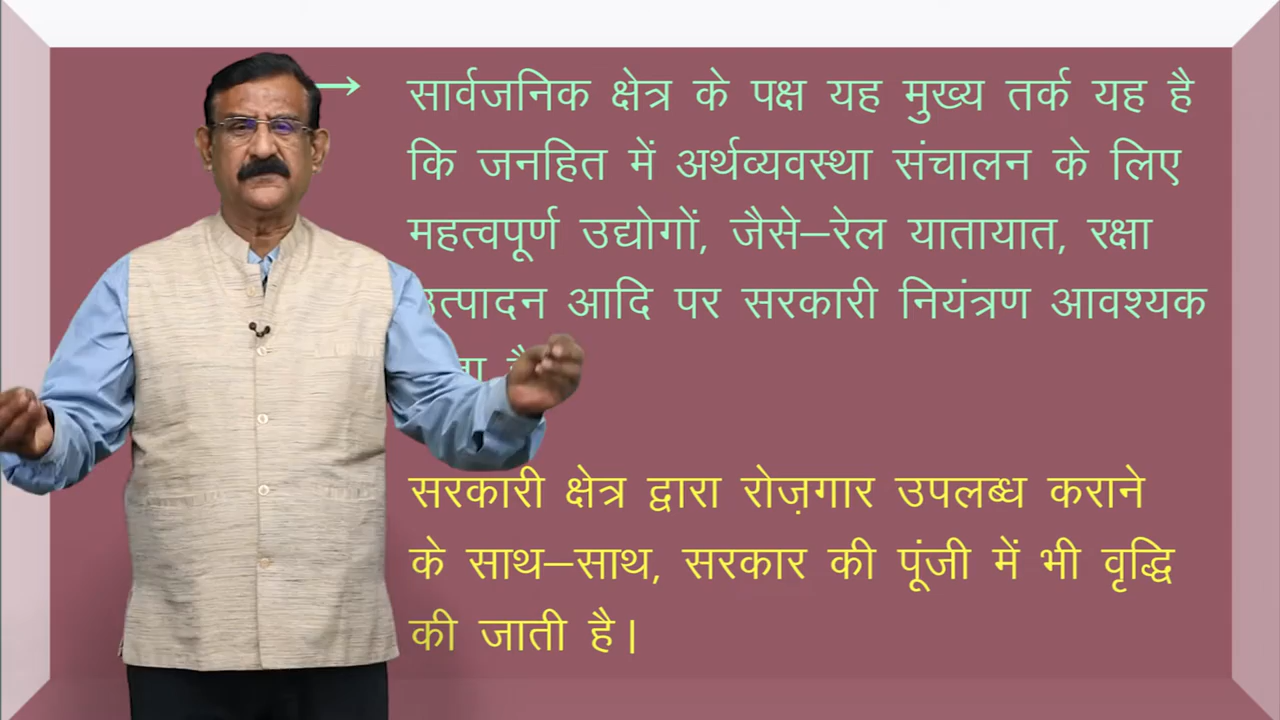 → सार्वजनिक क्षेत्र के पक्ष यह मुख्य तर्क यह है
कि जनहित में अर्थव्यवस्था संचालन के लिए
महत्वपूर्ण उद्योगों, जैसे–रेल यातायात, रक्षा
उत्पादन आदि पर सरकारी नियंत्रण आवश्यक
सरकारी क्षेत्र द्वारा रोज़गार उपलब्ध कराने
के साथ–साथ, सरकार की पूंजी में भी वृद्धि
की जाती है।